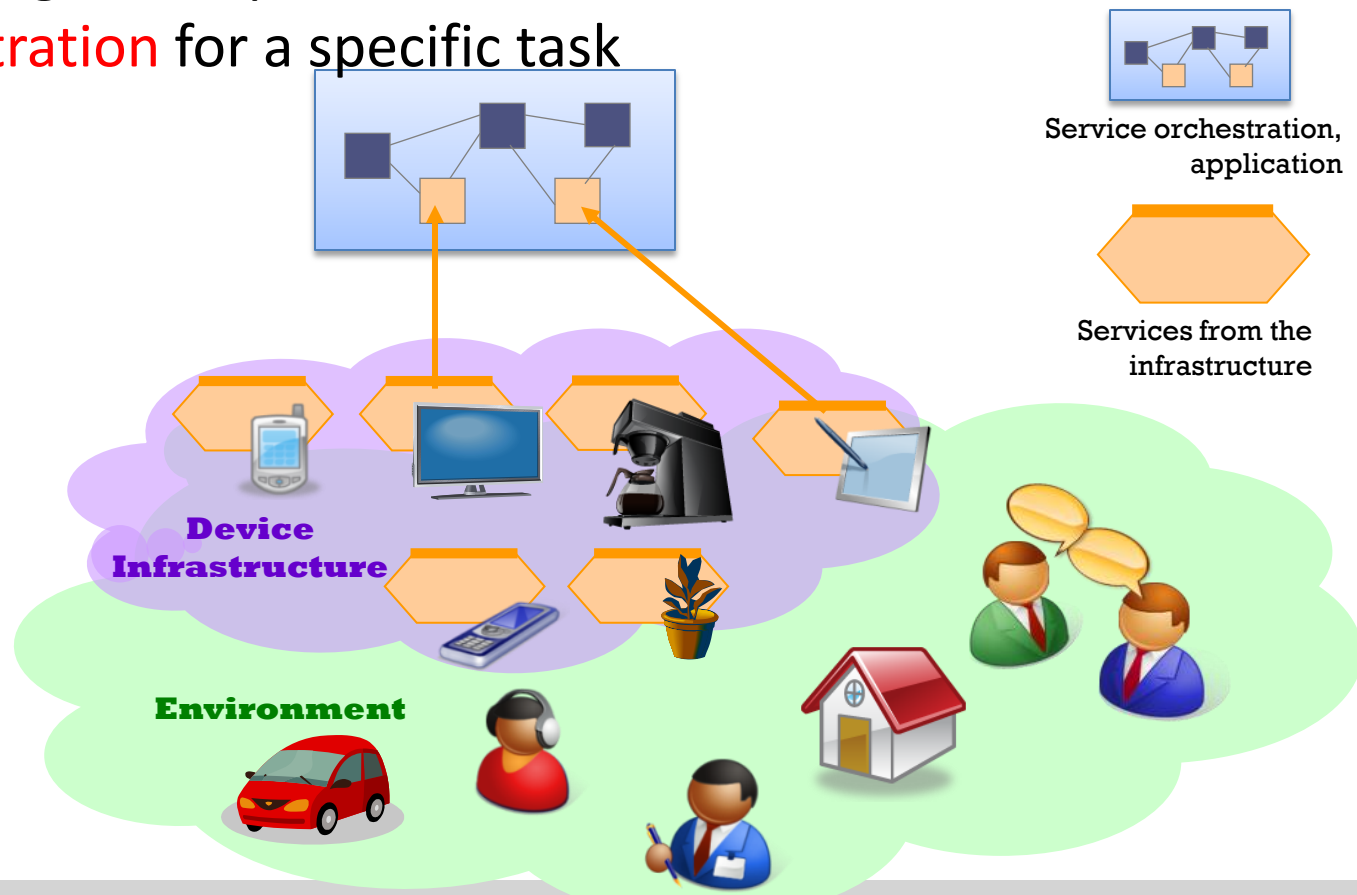 tration for a specific task
Service orchestration,
application
Services from the
infrastructure
Device
Infrastructure
Environment